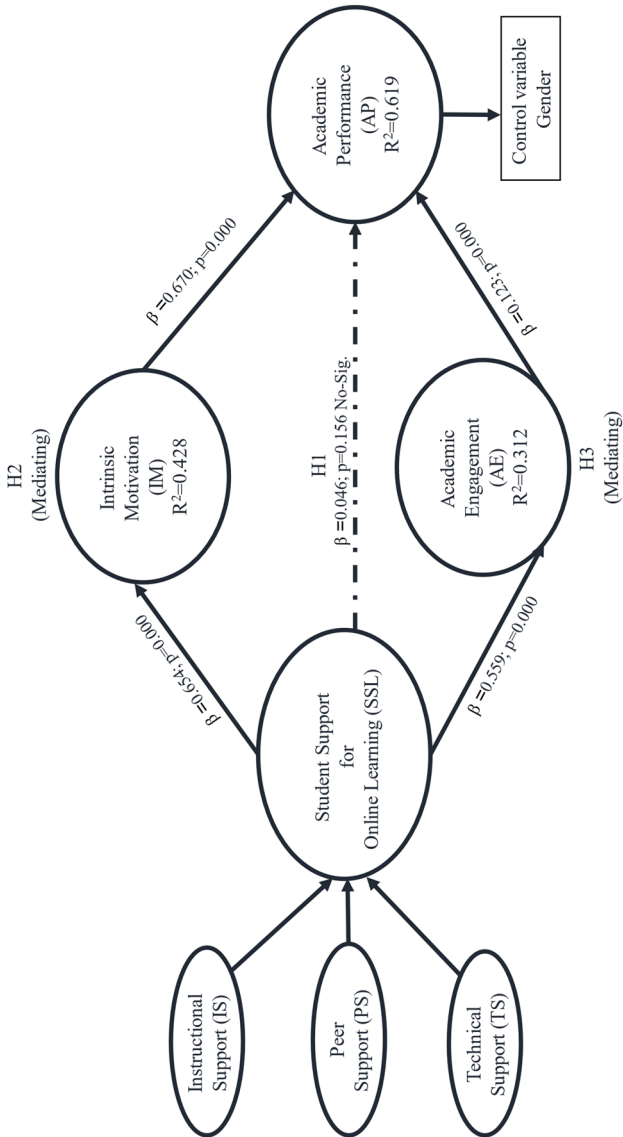 Instructional
Support (IS)
Peer
Support (PS)
Technical
Support (TS)
Student Support
for
Online Learning (SSL)
β =0.654; p=0.000
β =0.559; p=0.000
H2
(Mediating)
Intrinsic
Motivation
(IM)
R²=0.428
H1
β =0.046; p=0.156 No-Sig.
Academic
Engagement
(AE)
R²=0.312
H3
(Mediating)
β =0.670; p=0.000
β =0.123; p=0.000
Academic
Performance
(AP)
R²=0.619
Control variable
Gender